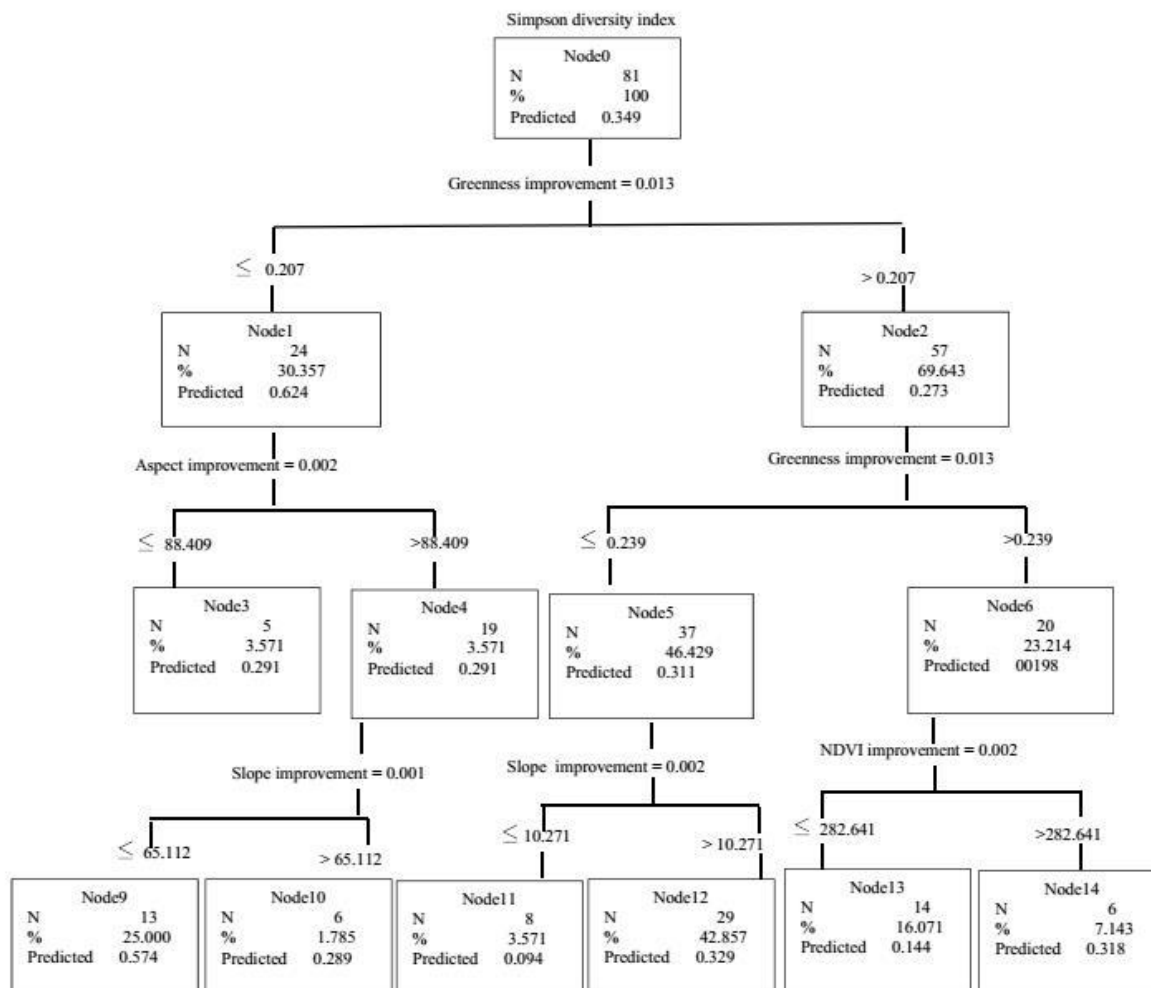 Simpson diversity index
Node0
N 81
% 100
Predicted 0.349
Greenness improvement = 0.013
≤ 0.207
> 0.207
Node1
N 24
% 30.357
Predicted 0.624
Node2
N 57
% 69.643
Predicted 0.273
Aspect improvement = 0.002
Greenness improvement = 0.013
≤ 88.409
>88.409
≤ 0.239
>0.239
Node3
N 5
% 3.571
Predicted 0.291
Node4
N 19
% 3.571
Predicted 0.291
Node5
N 37
% 46.429
Predicted 0.311
Node6
N 20
% 23.214
Predicted 00198
Slope improvement = 0.001
Slope improvement = 0.002
NDVI improvement = 0.002
≤ 65.112
> 65.112
≤ 10.271
> 10.271
≤ 282.641
>282.641
Node9
N 13
% 25.000
Predicted 0.574
Node10
N 6
% 1.785
Predicted 0.289
Node11
N 8
% 3.571
Predicted 0.094
Node12
N 29
% 42.857
Predicted 0.329
Node13
N 14
% 16.071
Predicted 0.144
Node14
N 6
% 7.143
Predicted 0.318